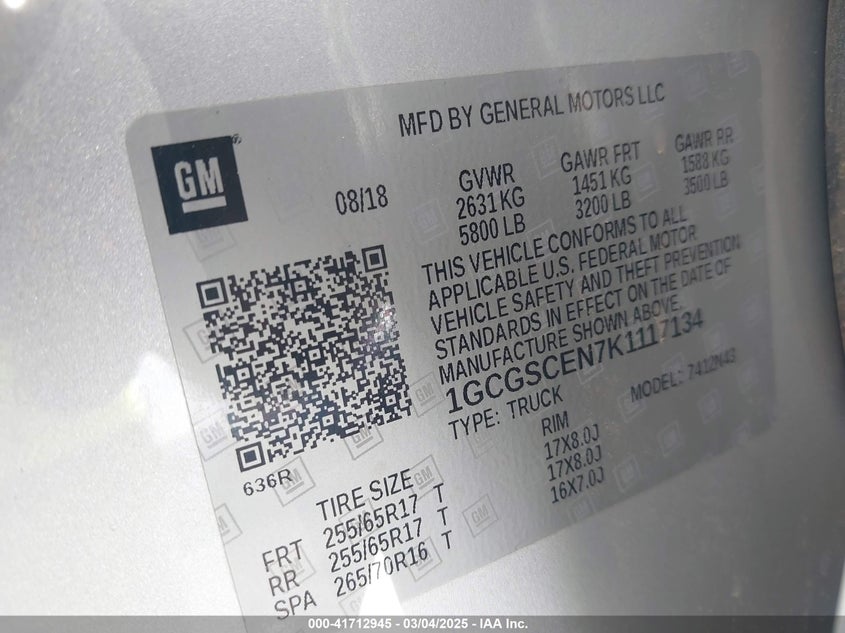 MFD BY GENERAL MOTORS LLC
GM®
08/18
GVWR GAWR FRT GAWR RR
2631 KG 1451 KG 1588 KG
5800 LB 3200 LB 3500 LB
THIS VEHICLE CONFORMS TO ALL
APPLICABLE U.S. FEDERAL MOTOR
VEHICLE SAFETY AND THEFT PREVENTION
STANDARDS IN EFFECT ON THE DATE OF
MANUFACTURE SHOWN ABOVE.
1GCGSCEN7K1117134
TYPE: TRUCK MODEL: 7412N43
636R
TIRE SIZE RIM
FRT 255/65R17 T 17X8.0J
RR 255/65R17 T 17X8.0J
SPA 265/70R16 T 16X7.0J
000-41712945 - 03/04/2025 - IAA Inc.